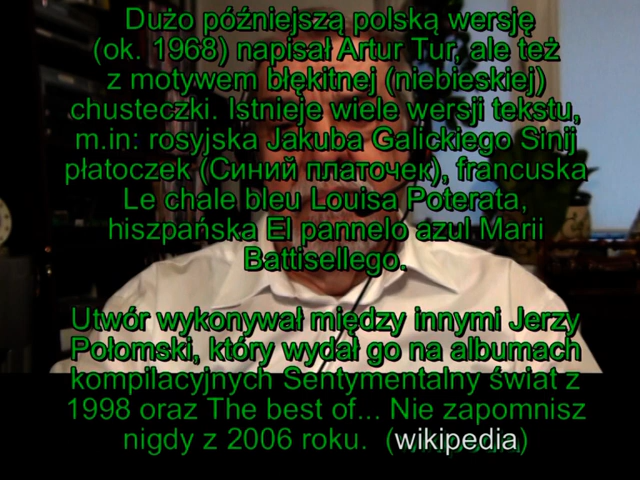 Dużo późniejszą polską wersję
(ok. 1968) napisał Artur Tur, ale też
z motywem błękitnej (niebieskiej)
chusteczki. Istnieje wiele wersji tekstu,
m.in: rosyjska Jakuba Galickiego Sinij
płatoczek (Синий платочек), francuska
Le chale bleu Louisa Poterata,
hiszpańska El pannelo azul Marii
Battisellego.
Utwór wykonywał między innymi Jerzy
Połomski, który wydał go na albumach
kompilacyjnych Sentymentalny świat z
1998 oraz The best of... Nie zapomnisz
nigdy z 2006 roku. (wikipedia)